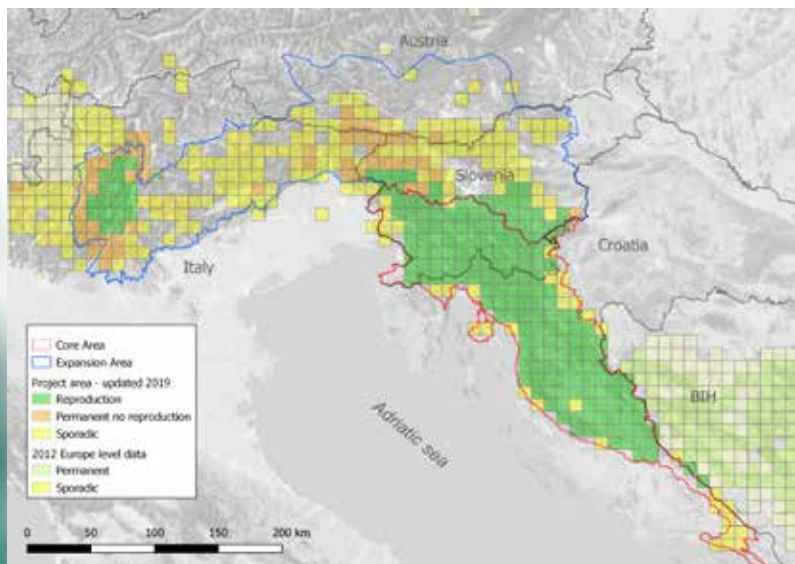 Austria
Slovenia
Croatia
Italy
BIH
Adriatic sea
Core Area
Expansion Area
Project area - updated 2019
Reproduction
Permanent no reproduction
Sporadic
2012 Europe level data
Permanent
Sporadic
0 50 100 150 200 km